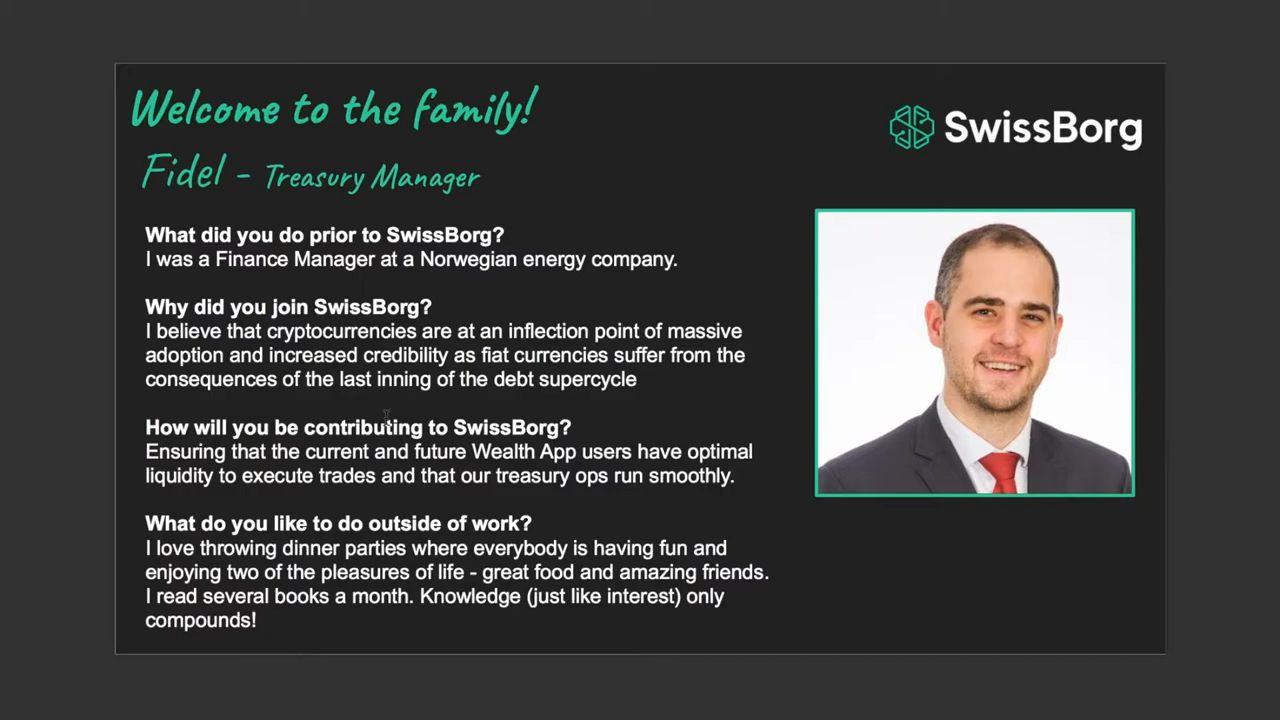 Welcome to the family!
SwissBorg
Fidel - Treasury Manager
What did you do prior to SwissBorg?
I was a Finance Manager at a Norwegian energy company.
Why did you join SwissBorg?
I believe that cryptocurrencies are at an inflection point of massive
adoption and increased credibility as fiat currencies suffer from the
consequences of the last inning of the debt supercycle
How will you be contributing to SwissBorg?
Ensuring that the current and future Wealth App users have optimal
liquidity to execute trades and that our treasury ops run smoothly.
What do you like to do outside of work?
I love throwing dinner parties where everybody is having fun and
enjoying two of the pleasures of life - great food and amazing friends.
I read several books a month. Knowledge (just like interest) only
compounds!